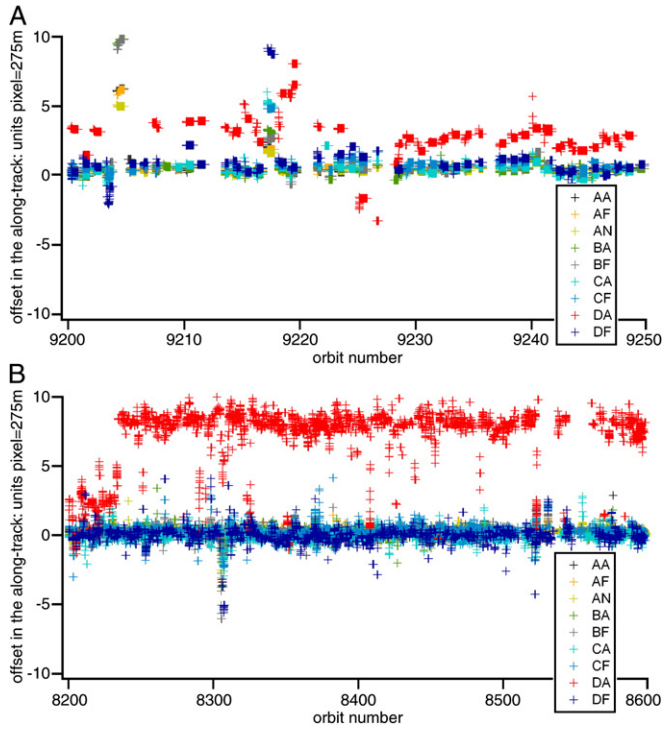 A
offset in the along-track: units pixel=275m
10
5
0
-5
-10
9200
9210
9220
9230
9240
9250
orbit number
AA
AF
AN
BA
BF
CA
CF
DA
DF
B
offset in the along-track: units pixel=275m
10
5
0
-5
-10
8200
8300
8400
8500
8600
orbit number
AA
AF
AN
BA
BF
CA
CF
DA
DF